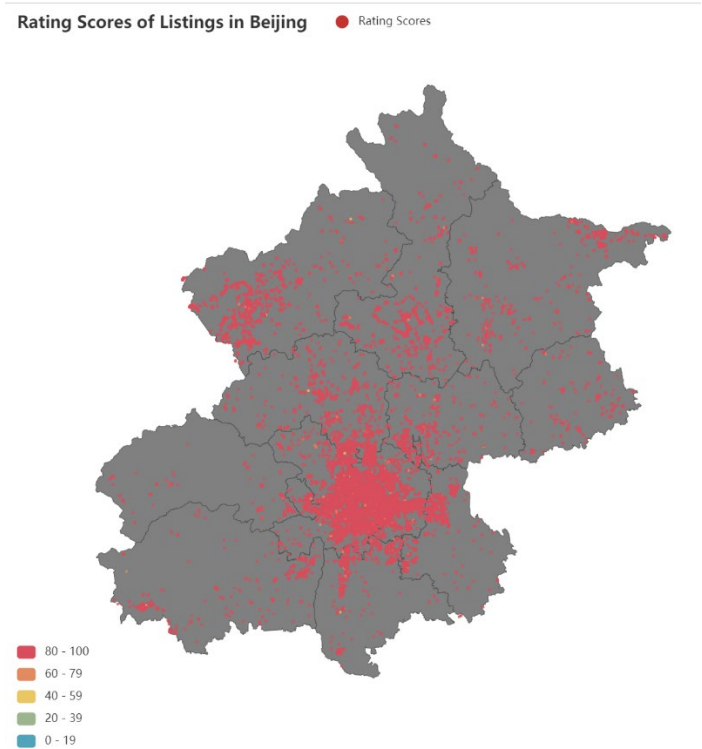 Rating Scores of Listings in Beijing
Rating Scores
80 - 100
60 - 79
40 - 59
20 - 39
0 - 19